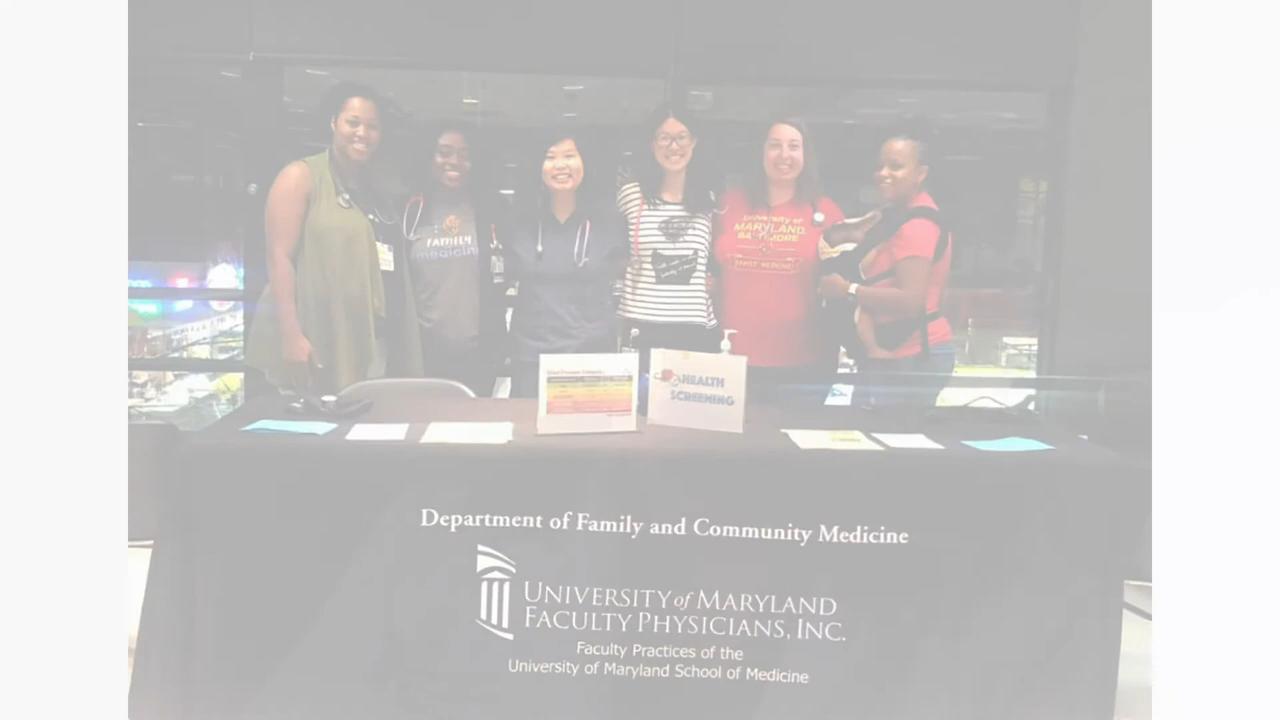 FAMILY
medicine
University of
MARYLAND,
BALTIMORE
FAMILY MEDICINE
HEALTH
SCREENING
Department of Family and Community Medicine
UNIVERSITY of MARYLAND
FACULTY PHYSICIANS, INC.
Faculty Practices of the
University of Maryland School of Medicine